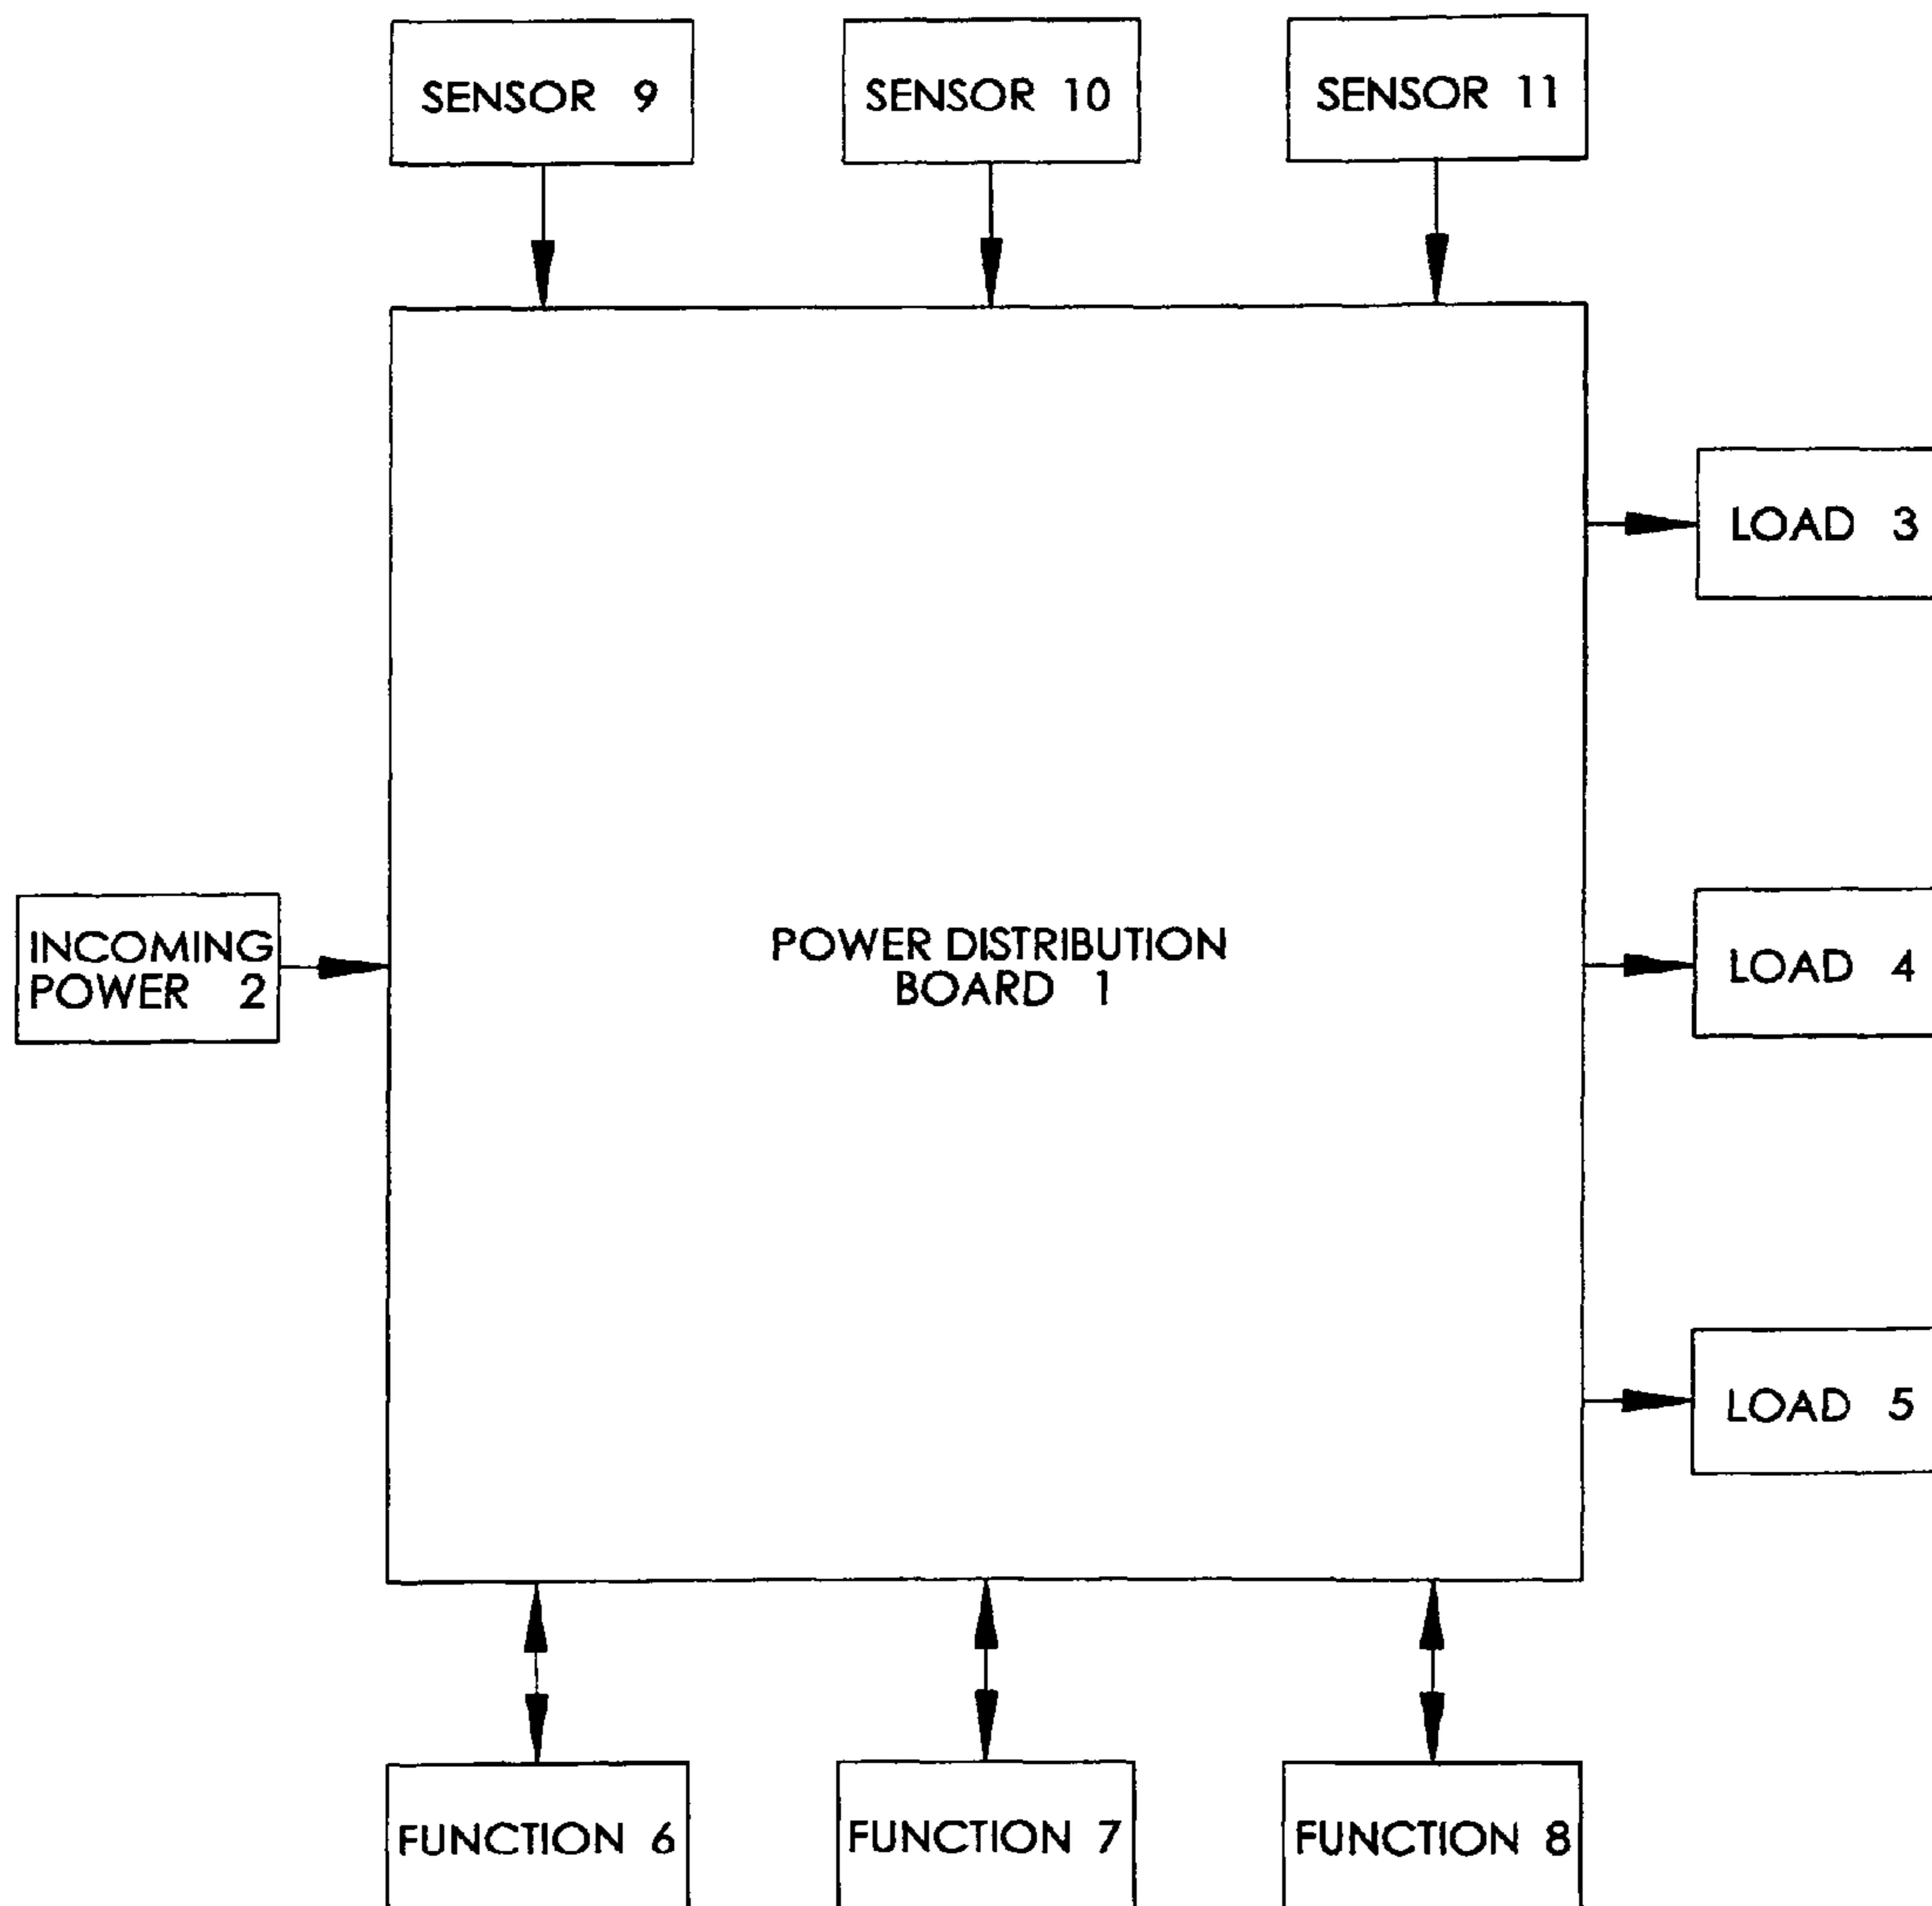 SENSOR 9
SENSOR 10
SENSOR 11
LOAD 3
INCOMING
POWER 2
POWER DISTRIBUTION
BOARD 1
LOAD 4
LOAD 5
FUNCTION 6
FUNCTION 7
FUNCTION 8